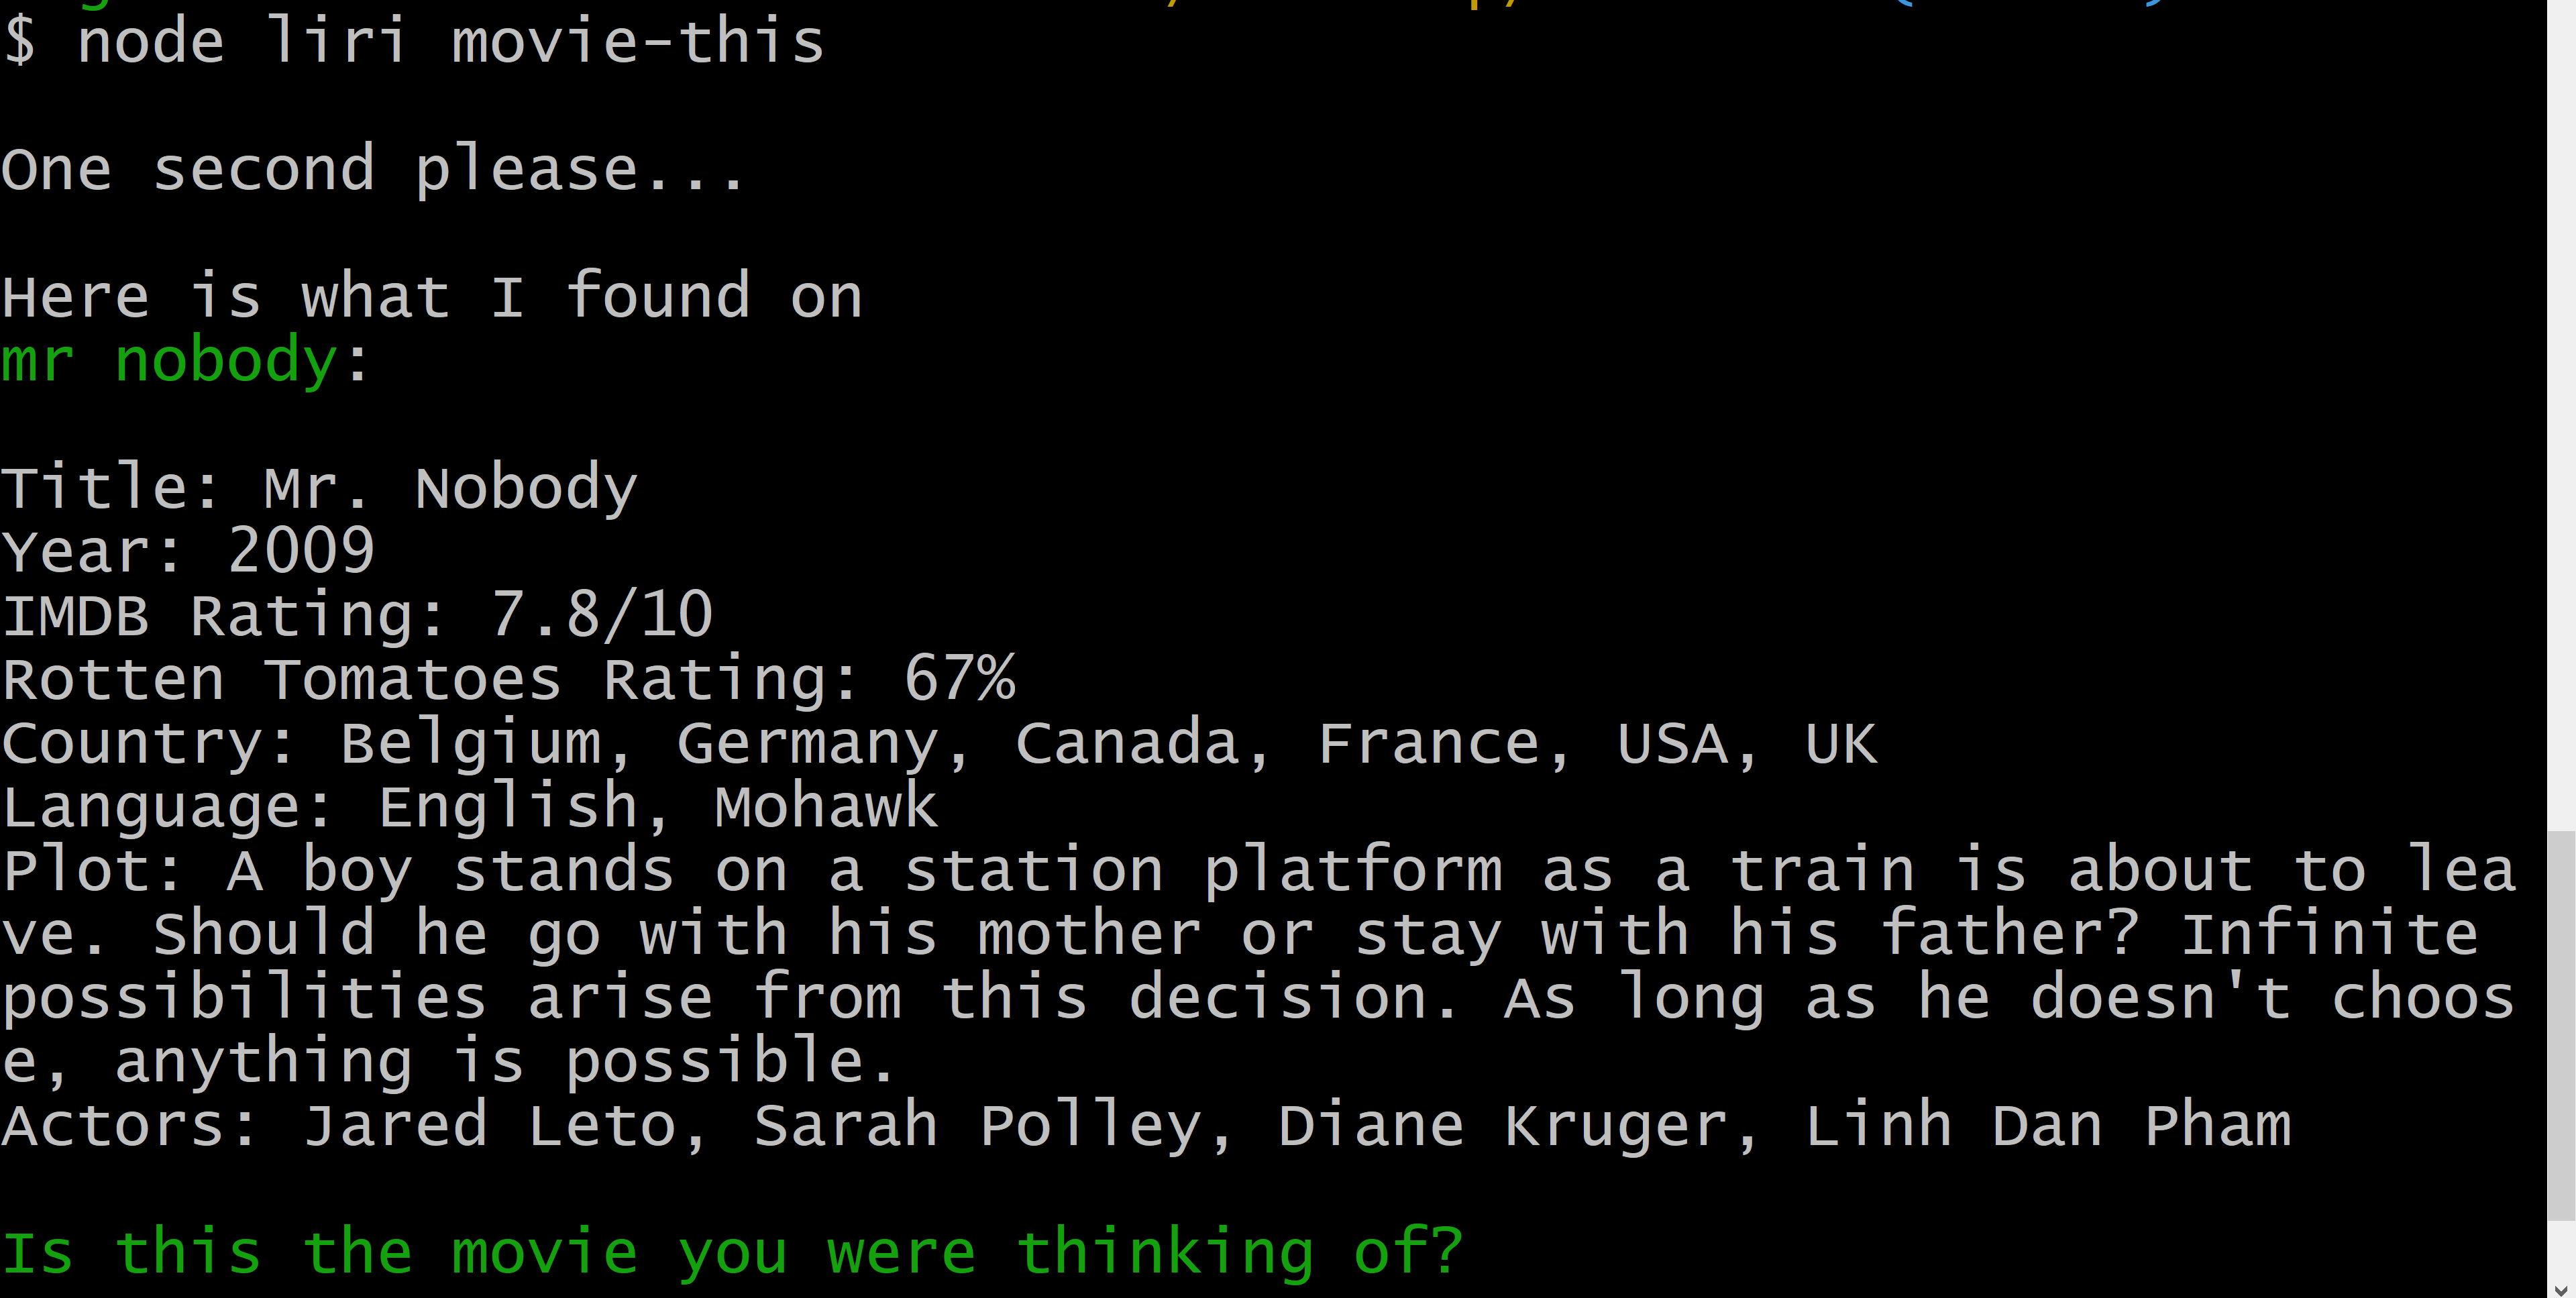 $ node liri movie-this
One second please...
Here is what I found on
mr nobody:
Title: Mr. Nobody
Year: 2009
IMDB Rating: 7.8/10
Rotten Tomatoes Rating: 67%
Country: Belgium, Germany, Canada, France, USA, UK
Language: English, Mohawk
Plot: A boy stands on a station platform as a train is about to lea
ve. Should he go with his mother or stay with his father? Infinite
possibilities arise from this decision. As long as he doesn't choos
e, anything is possible.
Actors: Jared Leto, Sarah Polley, Diane Kruger, Linh Dan Pham
Is this the movie you were thinking of?